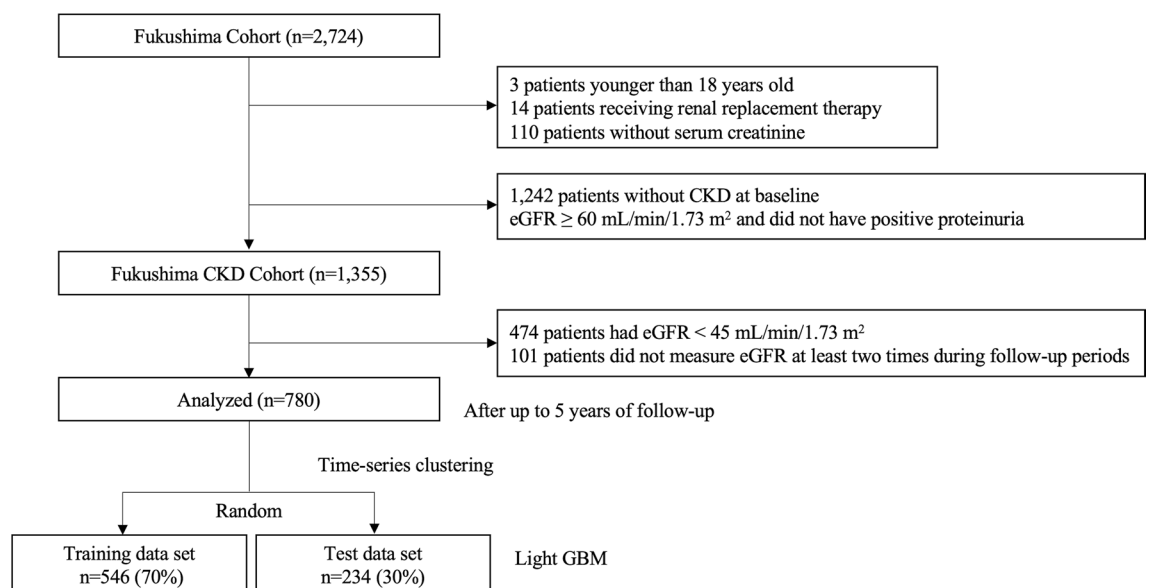 Fukushima Cohort (n=2,724)
3 patients younger than 18 years old
14 patients receiving renal replacement therapy
110 patients without serum creatinine
1,242 patients without CKD at baseline
eGFR ≥ 60 mL/min/1.73 m² and did not have positive proteinuria
Fukushima CKD Cohort (n=1,355)
474 patients had eGFR < 45 mL/min/1.73 m²
101 patients did not measure eGFR at least two times during follow-up periods
Analyzed (n=780)
After up to 5 years of follow-up
Time-series clustering
Random
Training data set
n=546 (70%)
Test data set
n=234 (30%)
Light GBM